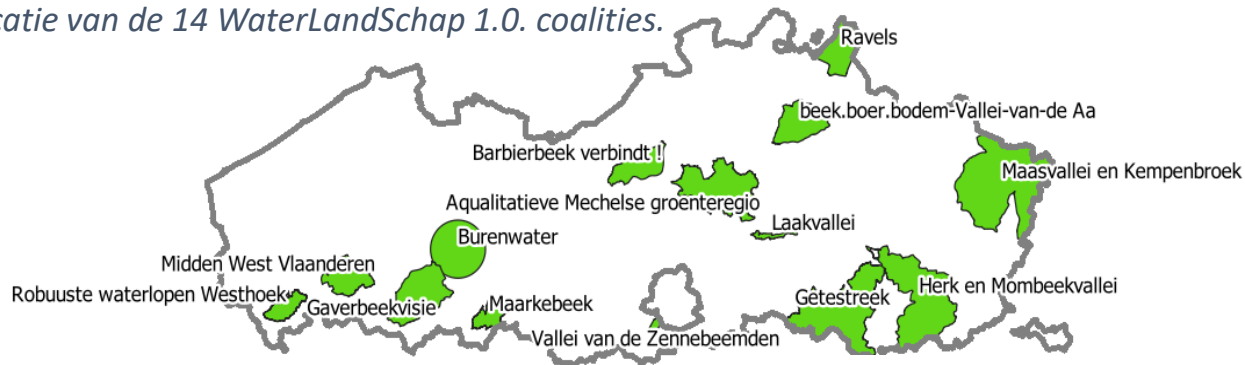 catie van de 14 WaterLandSchap 1.0. coalities.
Ravels
beek.boer.bodem-Vallei-van-de Aa
Barbierbeek verbindt !
Maasvallei en Kempenbroek
Aqualitatieve Mechelse groenteregio
Laakvallei
Burenwater
Midden West Vlaanderen
Robuuste waterlopen Westhoek
Gaverbeekvisie
Maarkebeek
Gêtestreek
Herk en Mombeekvallei
Vallei van de Zennebeemden